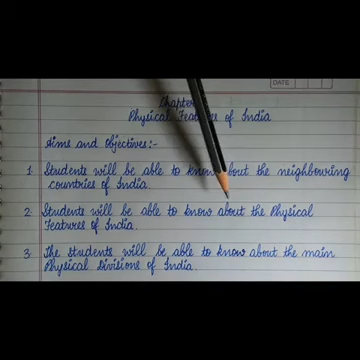 DATE
Chapter
Physical Features of India
Aims and Objectives:-
1. Students will be able to know about the neighbouring
countries of India.
2. Students will be able to know about the Physical
Features of India.
3. The students will be able to know about the main
Physical Divisions of India.